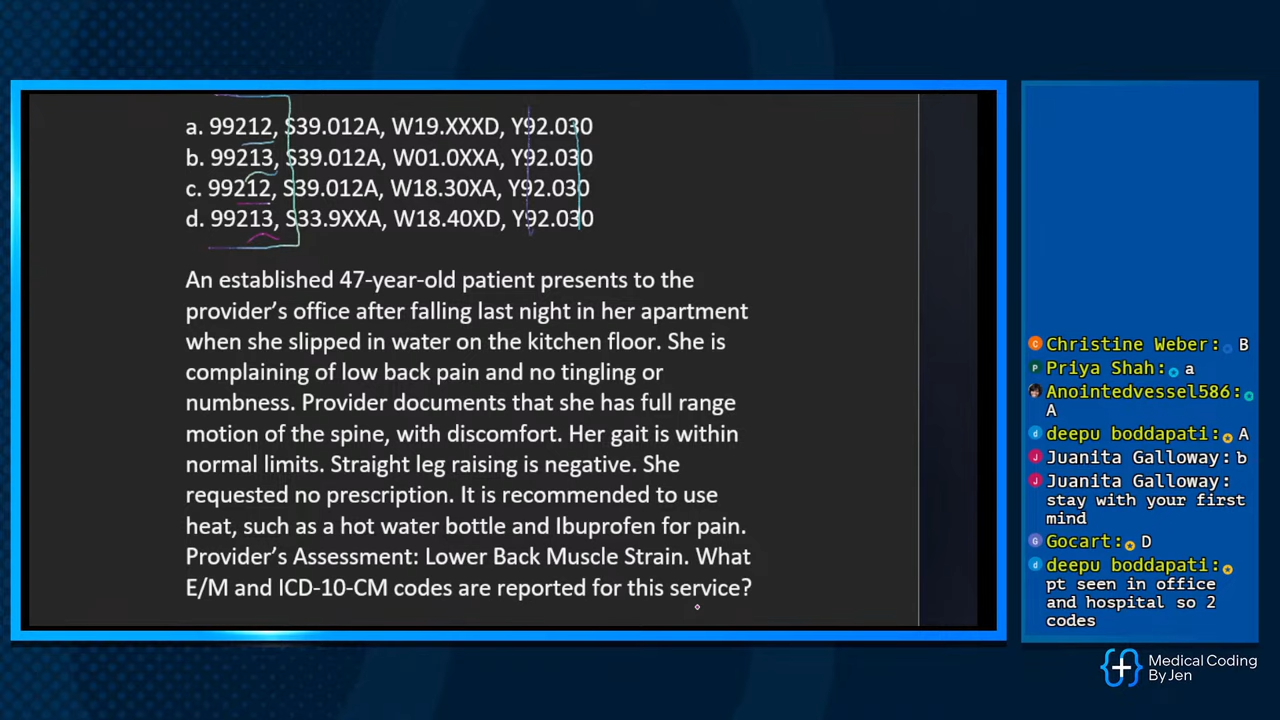 a. 99212, S39.012A, W19.XXXD, Y92.030
b. 99213, S39.012A, W01.0XXA, Y92.030
c. 99212, S39.012A, W18.30XA, Y92.030
d. 99213, S33.9XXA, W18.40XD, Y92.030
An established 47-year-old patient presents to the
provider's office after falling last night in her apartment
when she slipped in water on the kitchen floor. She is
complaining of low back pain and no tingling or
numbness. Provider documents that she has full range
motion of the spine, with discomfort. Her gait is within
normal limits. Straight leg raising is negative. She
requested no prescription. It is recommended to use
heat, such as a hot water bottle and Ibuprofen for pain.
Provider's Assessment: Lower Back Muscle Strain. What
E/M and ICD-10-CM codes are reported for this service?
Christine Weber: B
P Priya Shah: a
Anointedvessel586:
A
d deepu boddapati: A
J Juanita Galloway: b
J Juanita Galloway:
stay with your first
mind
G Gocart: D
d deepu boddapati:
pt seen in office
and hospital so 2
codes
Medical Coding
By Jen